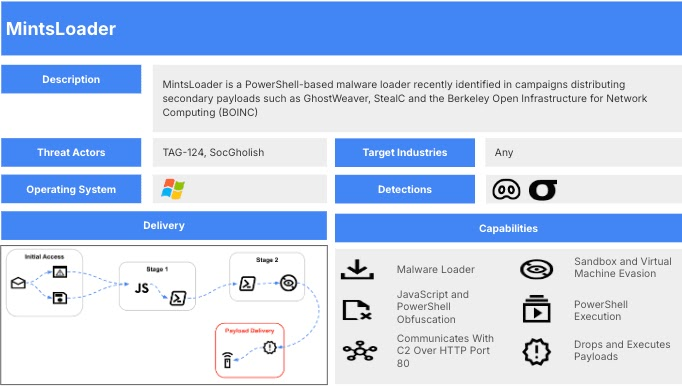 MintsLoader
Description
MintsLoader is a PowerShell-based malware loader recently identified in campaigns distributing
secondary payloads such as GhostWeaver, StealC and the Berkeley Open Infrastructure for Network
Computing (BOINC)
Threat Actors
TAG-124, SocGholish
Target Industries
Any
Operating System
Detections
Delivery
Capabilities
Initial Access
Stage 1
JS
Stage 2
Payload Delivery
Malware Loader
Sandbox and Virtual
Machine Evasion
JavaScript and
PowerShell
Obfuscation
PowerShell
Execution
Communicates With
C2 Over HTTP Port
80
Drops and Executes
Payloads